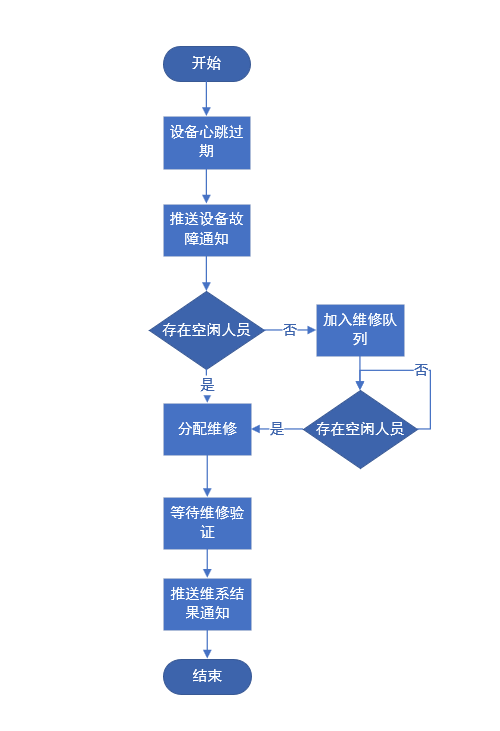 开始
设备心跳过
期
推送设备故
障通知
存在空闲人员
否
加入维修队
列
是
否
分配维修
是
存在空闲人员
等待维修验
证
推送维系结
果通知
结束